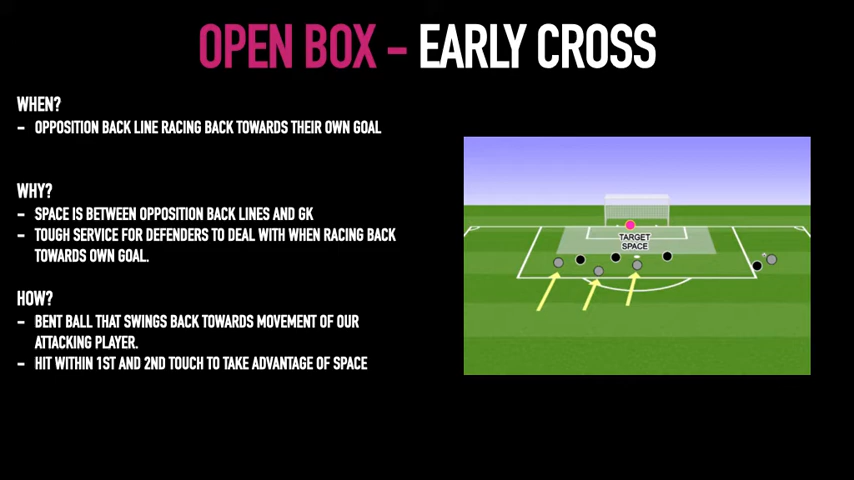 OPEN BOX – EARLY CROSS
WHEN?
– OPPOSITION BACK LINE RACING BACK TOWARDS THEIR OWN GOAL
WHY?
– SPACE IS BETWEEN OPPOSITION BACK LINES AND GK
– TOUGH SERVICE FOR DEFENDERS TO DEAL WITH WHEN RACING BACK
TOWARDS OWN GOAL.
HOW?
– BENT BALL THAT SWINGS BACK TOWARDS MOVEMENT OF OUR
ATTACKING PLAYER.
– HIT WITHIN 1ST AND 2ND TOUCH TO TAKE ADVANTAGE OF SPACE
TARGET
SPACE